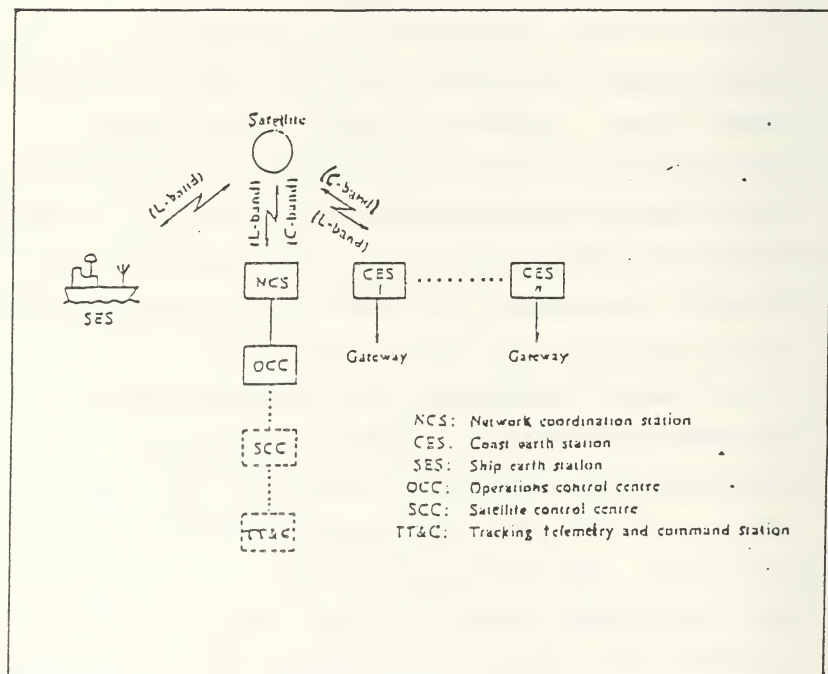 Satellite
(L-band)
(L-band)
(C-band)
(C-band)
(L-band)
SES
NCS
CES
1
CES
n
OCC
Gateway
Gateway
SCC
TT&C
NCS: Network coordination station
CES. Coast earth station
SES: Ship earth station
OCC: Operations control centre
SCC: Satellite control centre
TT&C: Tracking telemetry and command station